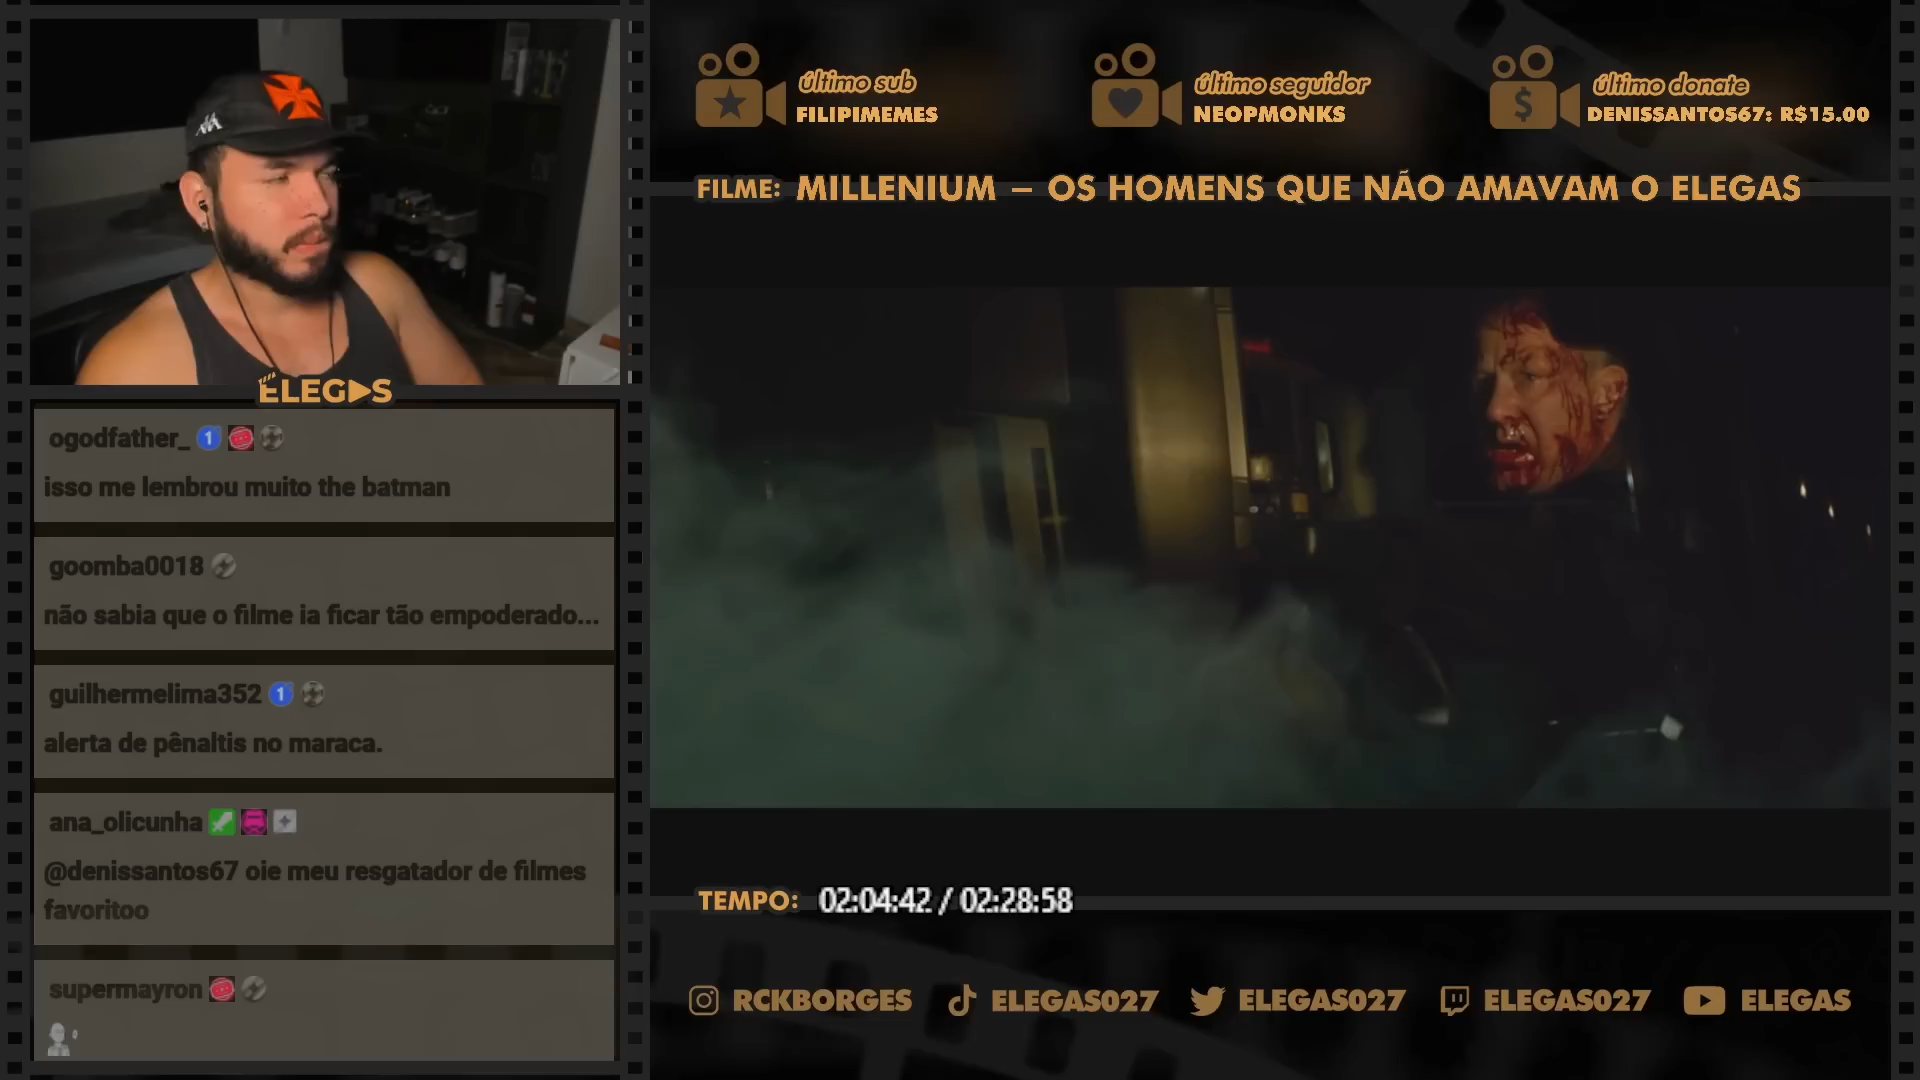 último sub
FILIPIMEMES
último seguidor
NEOPMONKS
último donate
DENISSANTOS67: R$15.00
FILME: MILLENIUM – OS HOMENS QUE NÃO AMAVAM O ELEGAS
ELEGAS
ogodfather_ 1
isso me lembrou muito the batman
goomba0018
não sabia que o filme ia ficar tão empoderado...
guilhermelima352 1
alerta de pênaltis no maraca.
ana_olicunha
@denissantos67 oie meu resgatador de filmes
favoritoo
supermayron
TEMPO: 02:04:42 / 02:28:58
RCKBORGES
ELEGAS027
ELEGAS027
ELEGAS027
ELEGAS